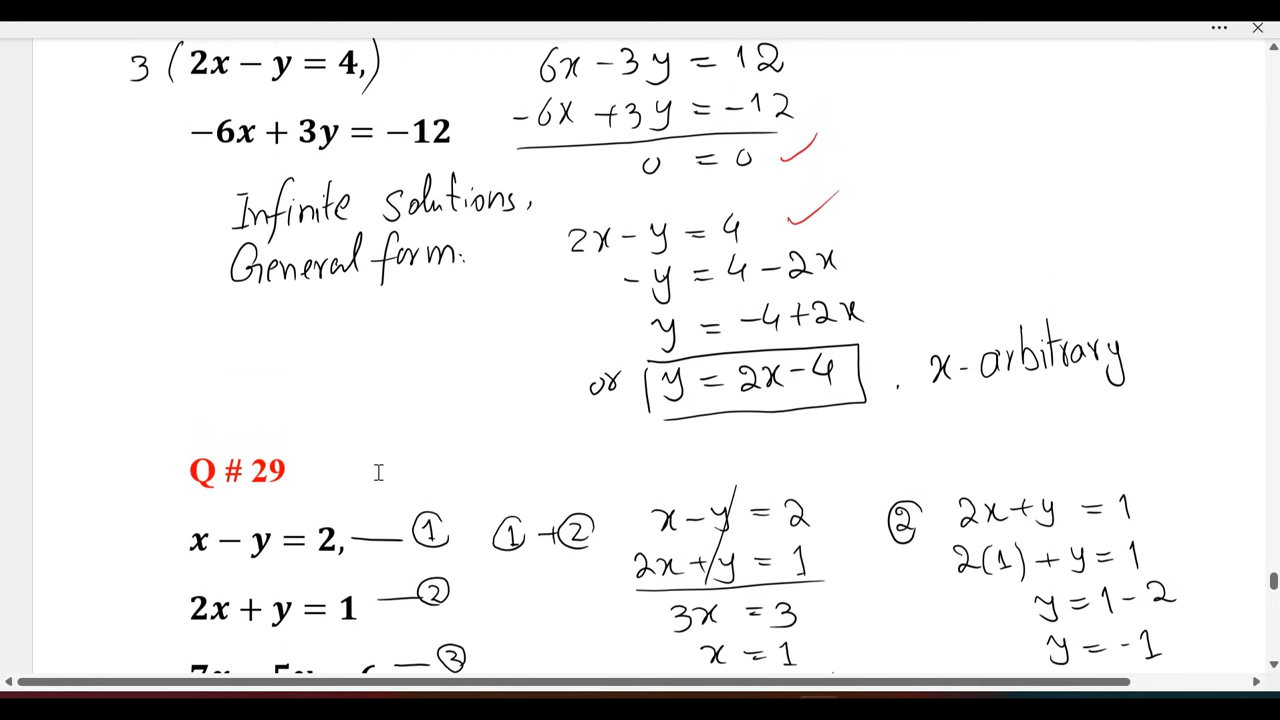 3 ( 2x − y = 4, )
−6x + 3y = −12
6x − 3y = 12
−6x + 3y = −12
0 = 0
Infinite solutions,
General form.
2x − y = 4
−y = 4 − 2x
y = −4 + 2x
or y = 2x − 4 . x-arbitrary
Q # 29
x − y = 2, — ①
2x + y = 1 — ②
— ③
① + ②
x − y = 2
2x + y = 1
3x = 3
x = 1
② 2x + y = 1
2(1) + y = 1
y = 1 − 2
y = −1